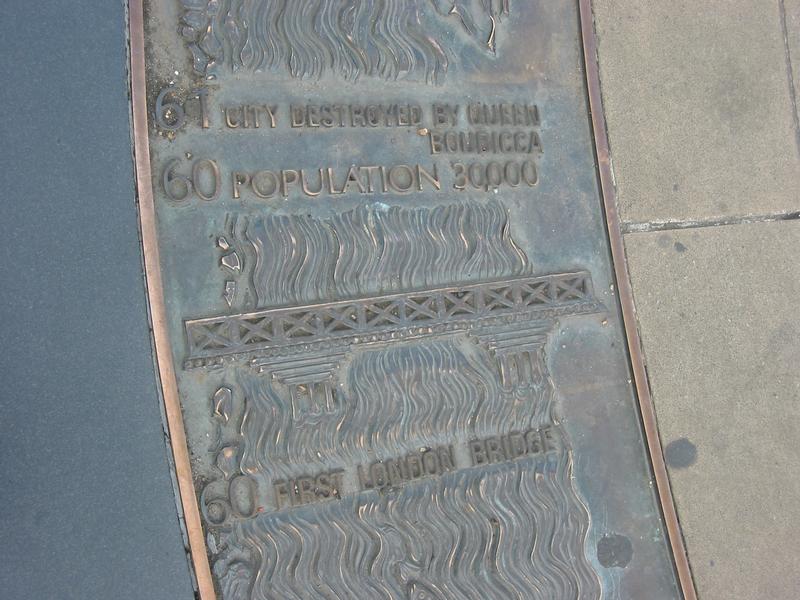 61 CITY DESTROYED BY QUEEN
BOUDICCA
60 POPULATION 30,000
60 FIRST LONDON BRIDGE